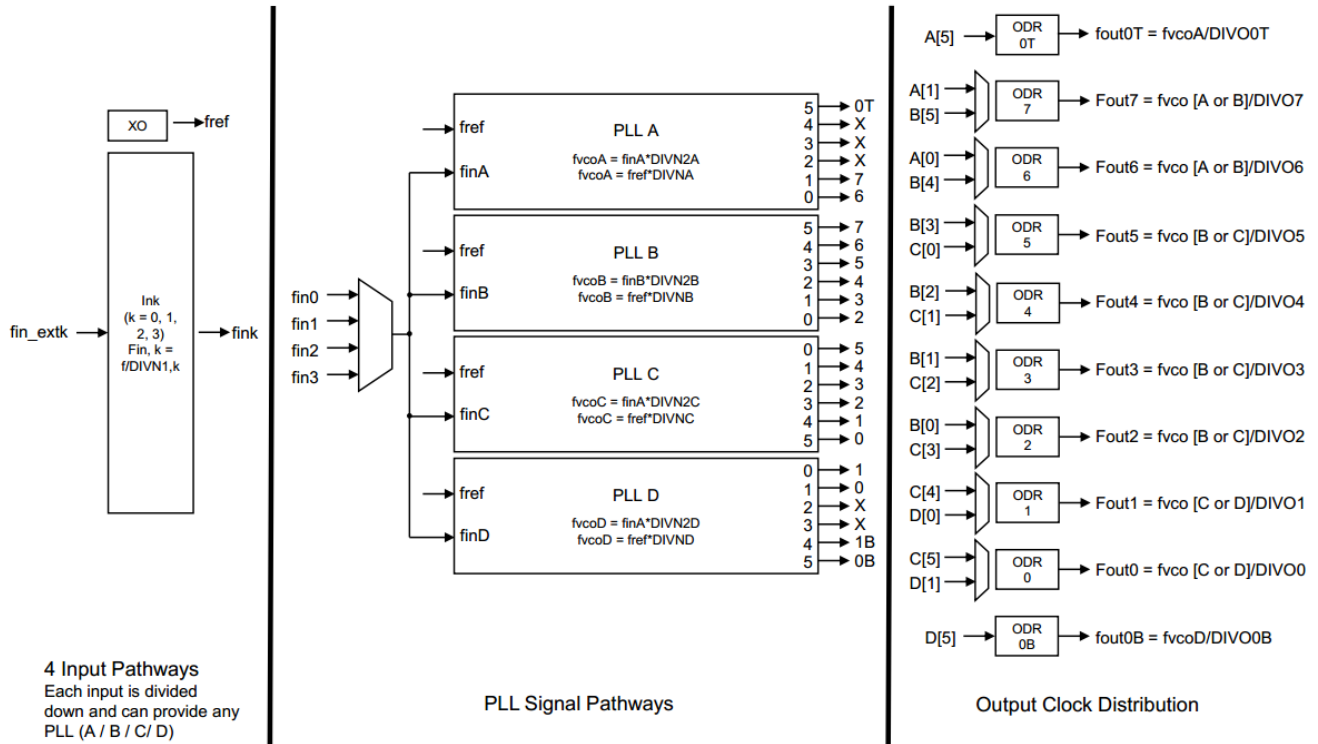 XO
fref
fin_extk
Ink
(k = 0, 1,
2, 3)
Fin, k =
f/DIVN1,k
fink
4 Input Pathways
Each input is divided
down and can provide any
PLL (A / B / C/ D)
fin0
fin1
fin2
fin3
fref
finA
PLL A
fvcoA = finA*DIVN2A
fvcoA = fref*DIVNA
5 0T
4 X
3 X
2 X
1 7
0 6
fref
finB
PLL B
fvcoB = finB*DIVN2B
fvcoB = fref*DIVNB
5 7
4 6
3 5
2 4
1 3
0 2
fref
finC
PLL C
fvcoC = finA*DIVN2C
fvcoC = fref*DIVNC
0 5
1 4
2 3
3 2
4 1
5 0
fref
finD
PLL D
fvcoD = finA*DIVN2D
fvcoD = fref*DIVND
0 1
1 0
2 X
3 X
4 1B
5 0B
PLL Signal Pathways
A[5]
ODR
0T
fout0T = fvcoA/DIVO0T
A[1]
B[5]
ODR
7
Fout7 = fvco [A or B]/DIVO7
A[0]
B[4]
ODR
6
Fout6 = fvco [A or B]/DIVO6
B[3]
C[0]
ODR
5
Fout5 = fvco [B or C]/DIVO5
B[2]
C[1]
ODR
4
Fout4 = fvco [B or C]/DIVO4
B[1]
C[2]
ODR
3
Fout3 = fvco [B or C]/DIVO3
B[0]
C[3]
ODR
2
Fout2 = fvco [B or C]/DIVO2
C[4]
D[0]
ODR
1
Fout1 = fvco [C or D]/DIVO1
C[5]
D[1]
ODR
0
Fout0 = fvco [C or D]/DIVO0
D[5]
ODR
0B
fout0B = fvcoD/DIVO0B
Output Clock Distribution